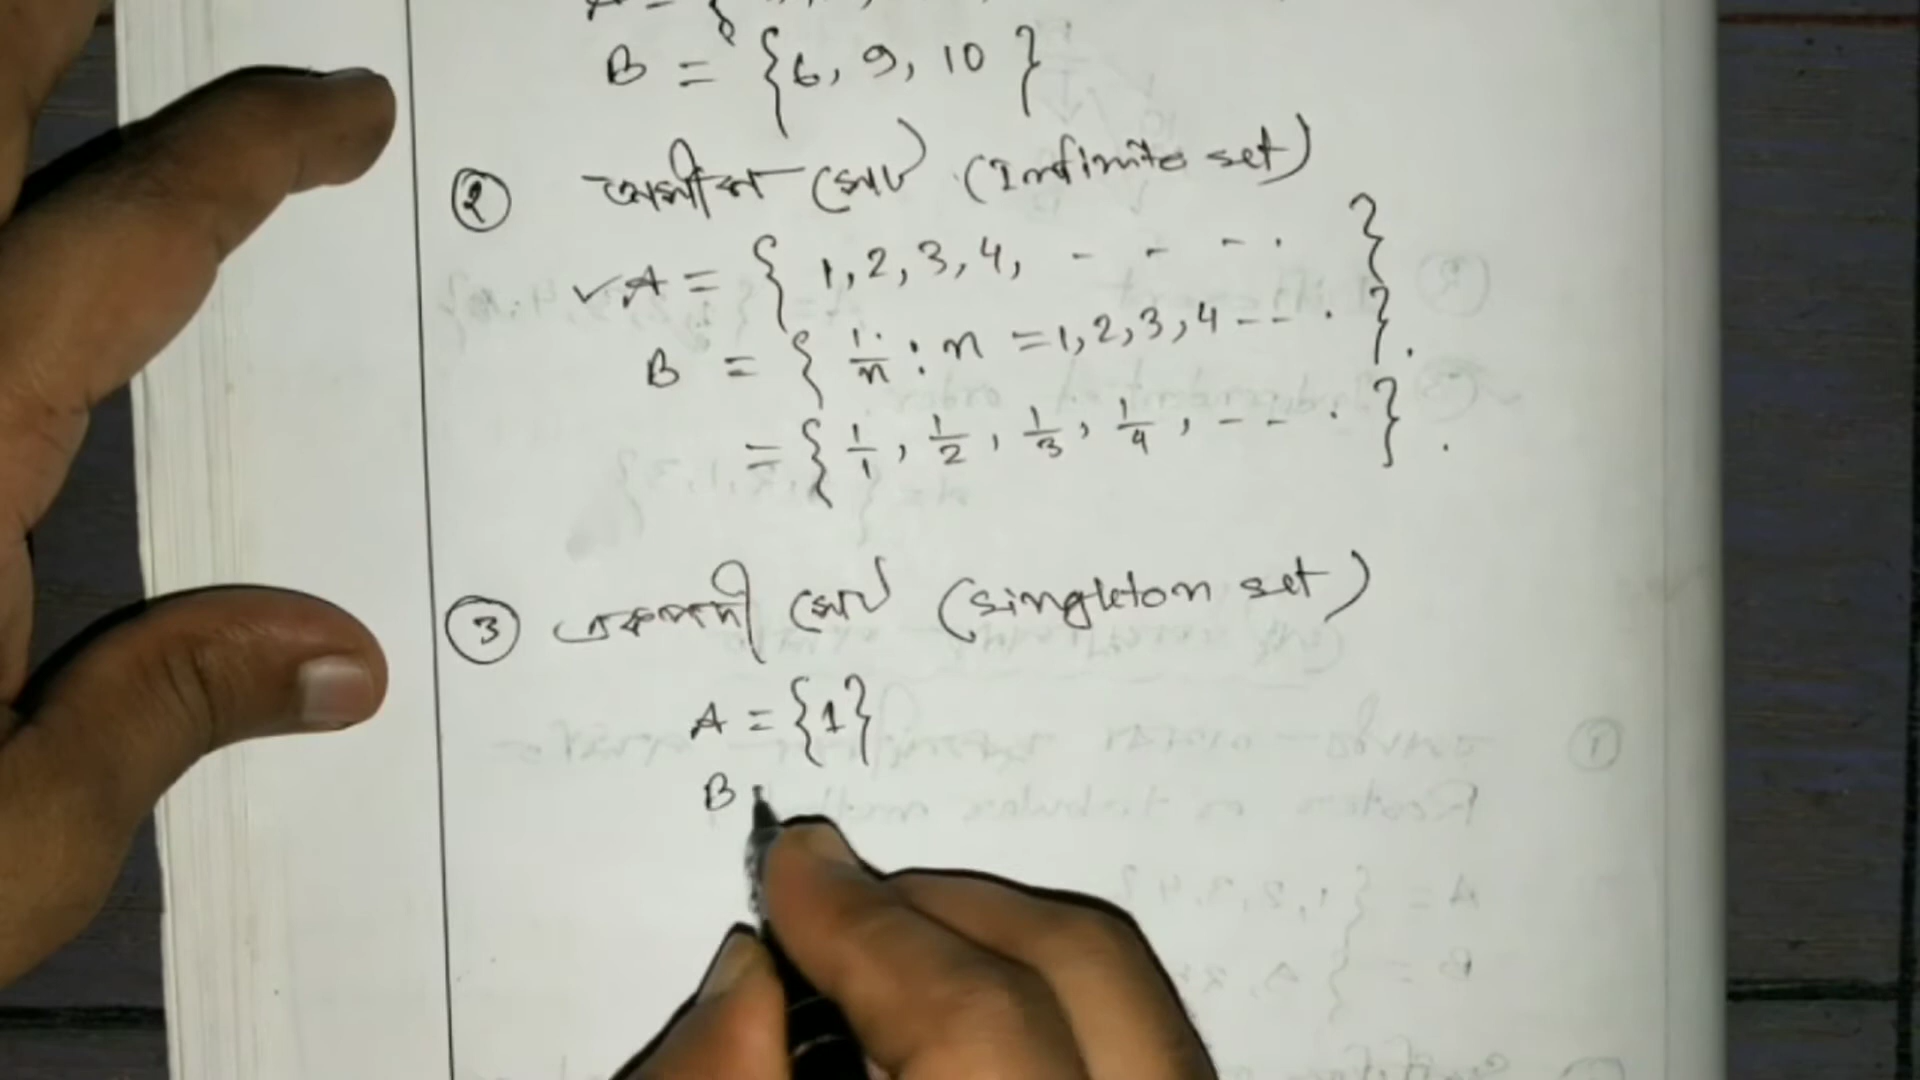 B = {6, 9, 10}
② অসীম সেট (Infinite set)
✓A = {1, 2, 3, 4, - - - .}
B = {1/n : n = 1, 2, 3, 4 -- .}.
= {1/1, 1/2, 1/3, 1/4, -- .}.
③ একপদী সেট (singleton set)
A = {1}
B